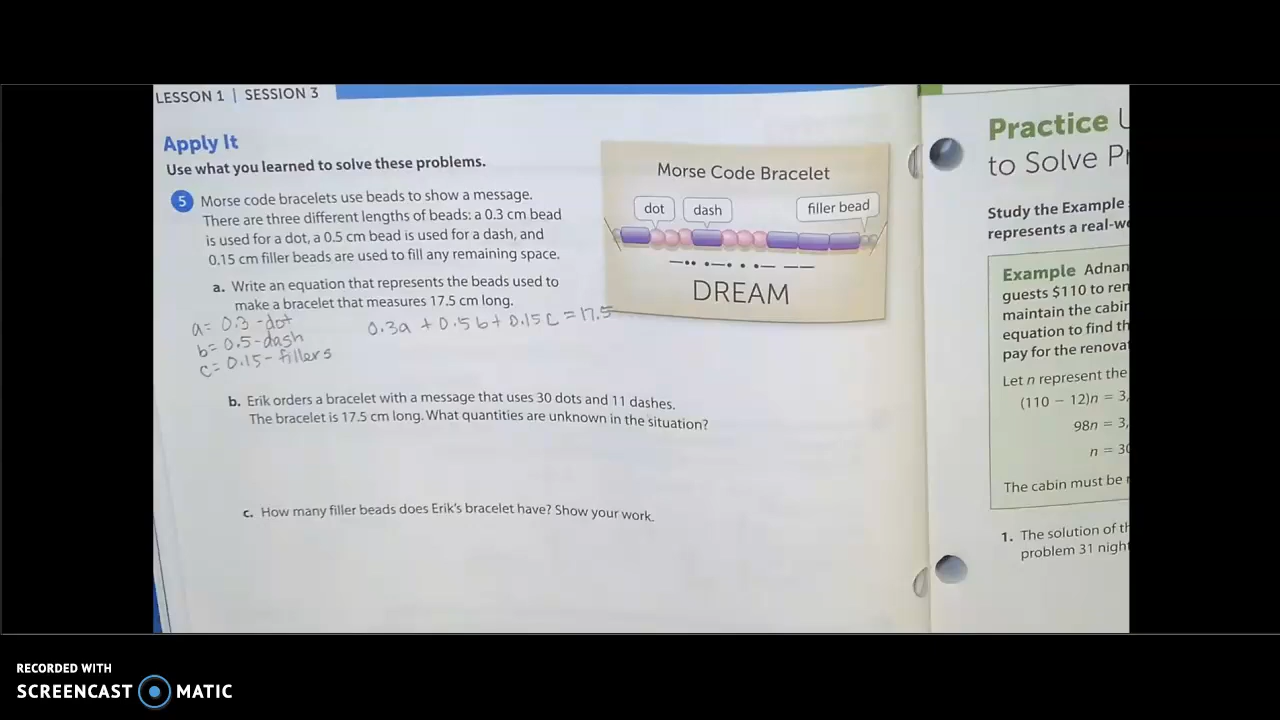 LESSON 1 | SESSION 3
Apply It
Use what you learned to solve these problems.
5 Morse code bracelets use beads to show a message.
There are three different lengths of beads: a 0.3 cm bead
is used for a dot, a 0.5 cm bead is used for a dash, and
0.15 cm filler beads are used to fill any remaining space.
a. Write an equation that represents the beads used to
make a bracelet that measures 17.5 cm long.
a = 0.3 - dot
b = 0.5 - dash
c = 0.15 - fillers
0.3a + 0.5b + 0.15c = 17.5
b. Erik orders a bracelet with a message that uses 30 dots and 11 dashes.
The bracelet is 17.5 cm long. What quantities are unknown in the situation?
c. How many filler beads does Erik's bracelet have? Show your work.
Morse Code Bracelet
dot dash filler bead
DREAM
Practice
to Solve
Study the Example
represents a
Example Adnan
guests $110 to
maintain the cabin
equation to find
pay for the
Let n represent the
(110 − 12)n = 3,
98n = 3,
n = 30
The cabin must be
1. The solution of
problem 31
RECORDED WITH
SCREENCAST MATIC